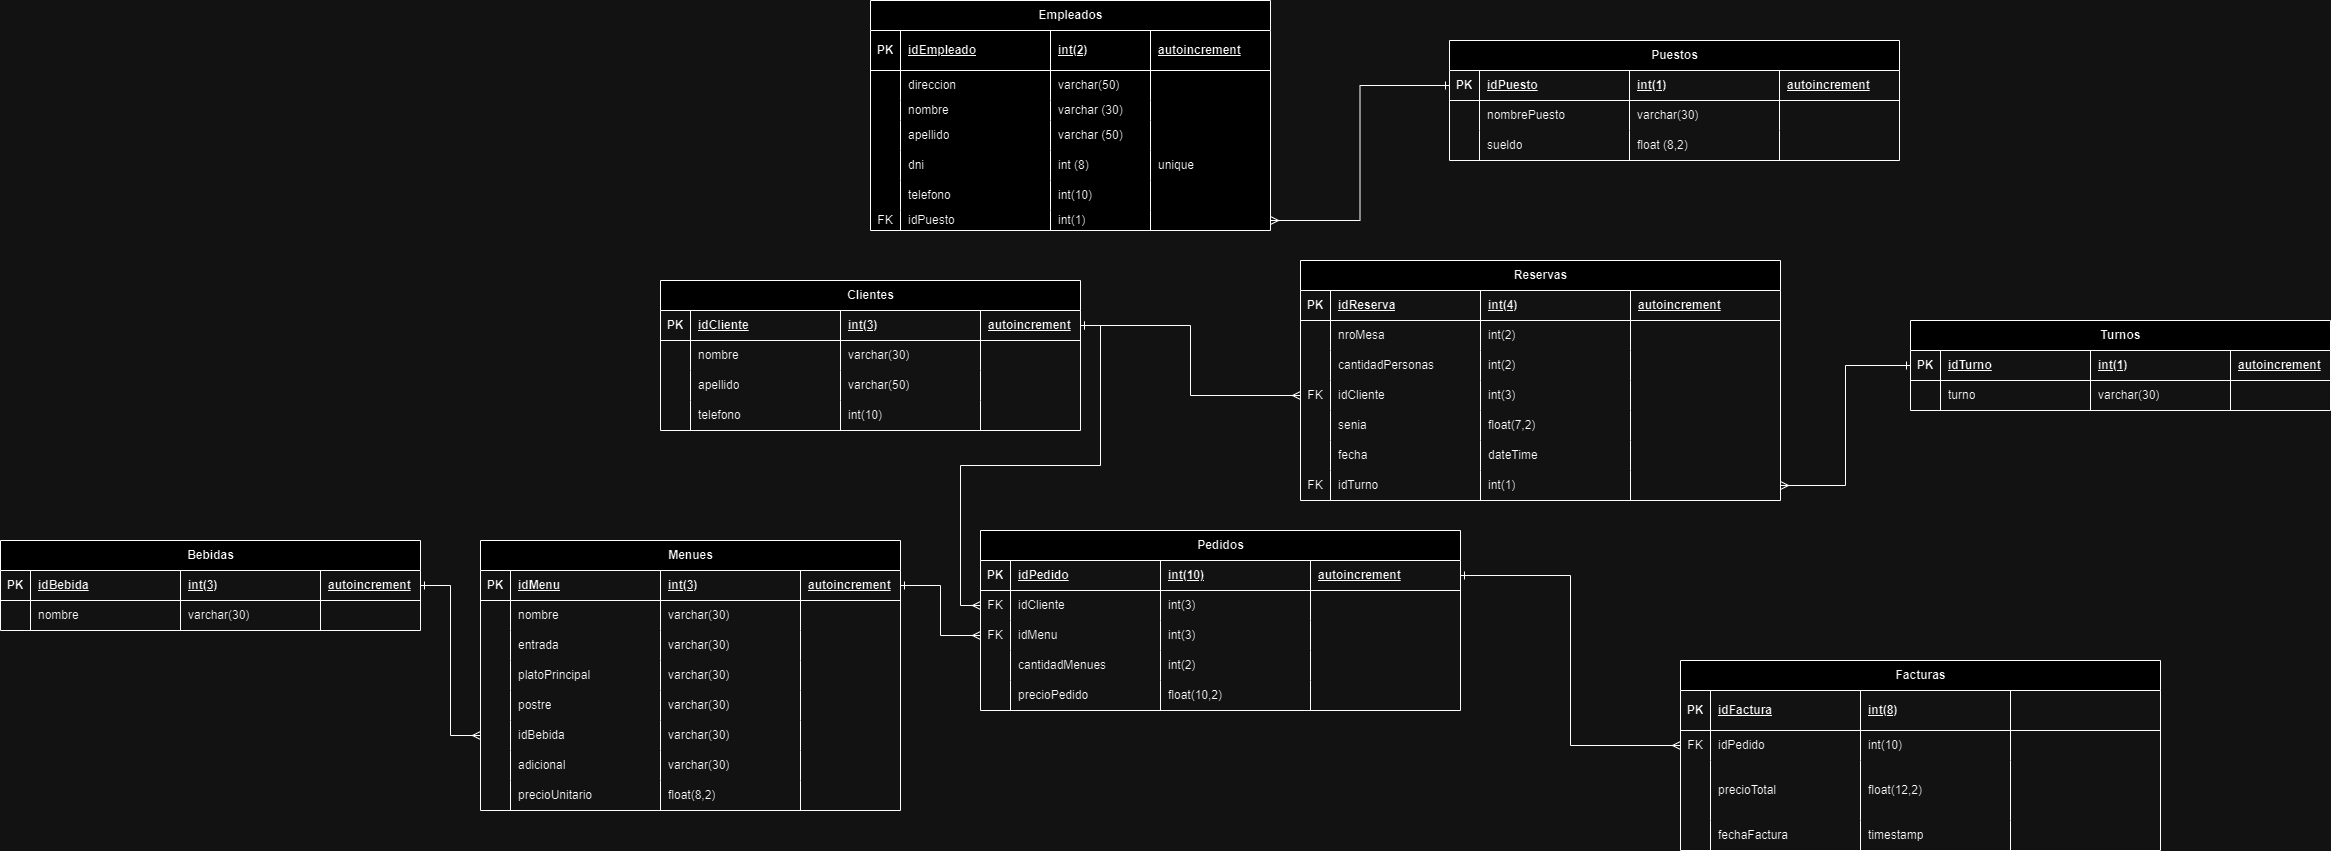 Empleados
PK idEmpleado int(2) autoincrement
direccion varchar(50)
nombre varchar (30)
apellido varchar (50)
dni int (8) unique
telefono int(10)
FK idPuesto int(1)
Puestos
PK idPuesto int(1) autoincrement
nombrePuesto varchar(30)
sueldo float (8,2)
Clientes
PK idCliente int(3) autoincrement
nombre varchar(30)
apellido varchar(50)
telefono int(10)
Reservas
PK idReserva int(4) autoincrement
nroMesa int(2)
cantidadPersonas int(2)
FK idCliente int(3)
senia float(7,2)
fecha dateTime
FK idTurno int(1)
Turnos
PK idTurno int(1) autoincrement
turno varchar(30)
Bebidas
PK idBebida int(3) autoincrement
nombre varchar(30)
Menues
PK idMenu int(3) autoincrement
nombre varchar(30)
entrada varchar(30)
platoPrincipal varchar(30)
postre varchar(30)
idBebida varchar(30)
adicional varchar(30)
precioUnitario float(8,2)
Pedidos
PK idPedido int(10) autoincrement
FK idCliente int(3)
FK idMenu int(3)
cantidadMenues int(2)
precioPedido float(10,2)
Facturas
PK idFactura int(8)
FK idPedido int(10)
precioTotal float(12,2)
fechaFactura timestamp